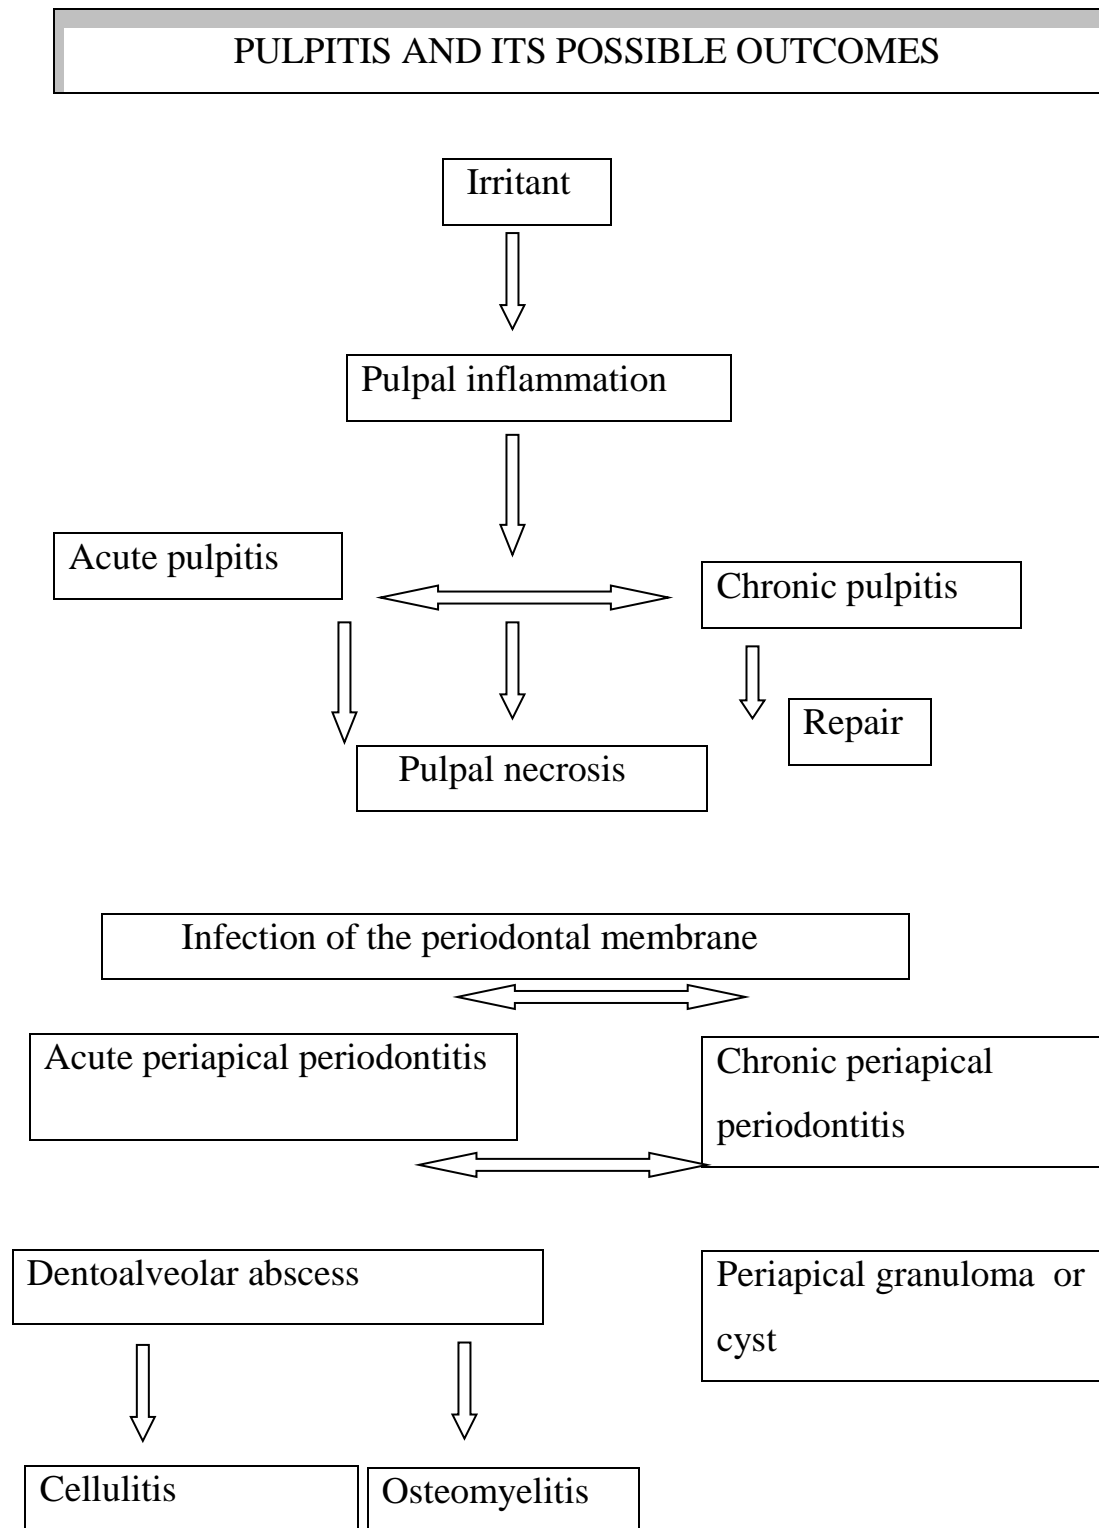 PULPITIS AND ITS POSSIBLE OUTCOMES
Irritant
Pulpal inflammation
Acute pulpitis
Chronic pulpitis
Repair
Pulpal necrosis
Infection of the periodontal membrane
Acute periapical periodontitis
Chronic periapical
periodontitis
Dentoalveolar abscess
Periapical granuloma or
cyst
Cellulitis
Osteomyelitis